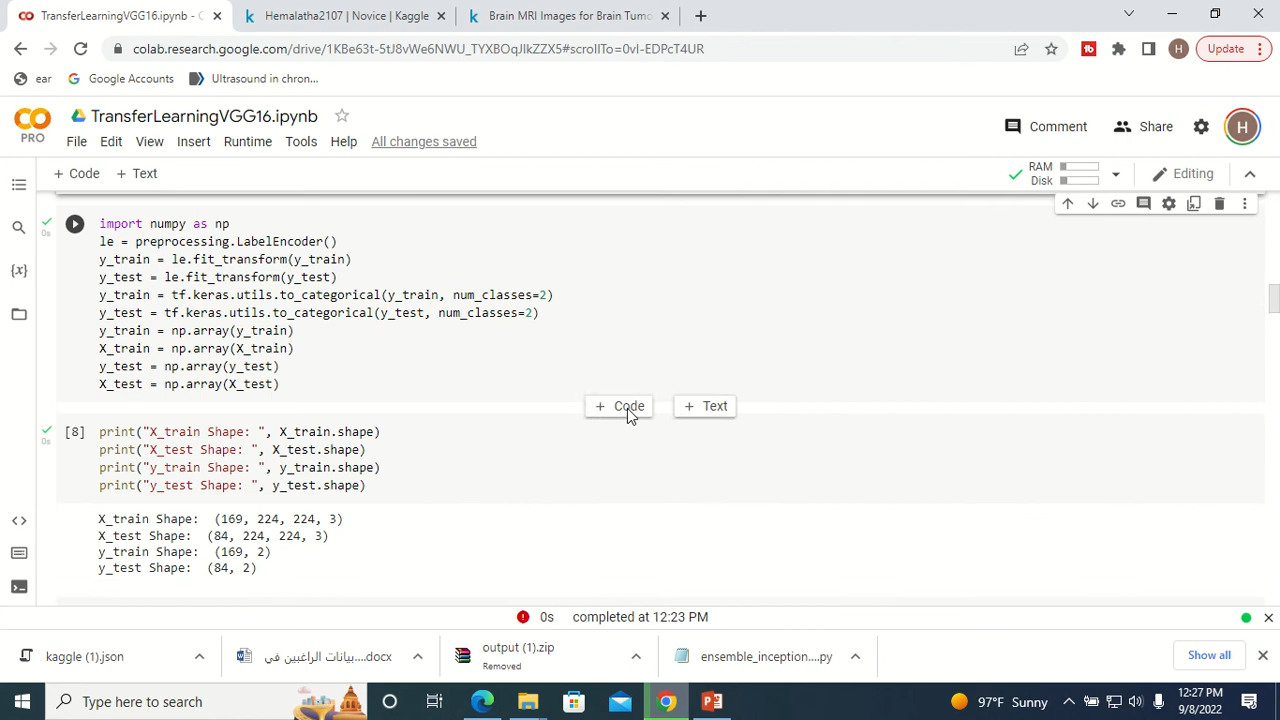 TransferLearningVGG16.ipynb - C
Hemalatha2107 | Novice | Kaggle
Brain MRI Images for Brain Tumo
colab.research.google.com/drive/1KBe63t-5tJ8vWe6NWU_TYXBOqJlkZZX5#scrollTo=0vI-EDPcT4UR
H
Update
ear
Google Accounts
Ultrasound in chron...
PRO
TransferLearningVGG16.ipynb
Comment
Share
H
File Edit View Insert Runtime Tools Help All changes saved
+ Code + Text
RAM
Disk
Editing
import numpy as np
le = preprocessing.LabelEncoder()
y_train = le.fit_transform(y_train)
y_test = le.fit_transform(y_test)
y_train = tf.keras.utils.to_categorical(y_train, num_classes=2)
y_test = tf.keras.utils.to_categorical(y_test, num_classes=2)
y_train = np.array(y_train)
X_train = np.array(X_train)
y_test = np.array(y_test)
X_test = np.array(X_test)
0s
{x}
+ Code + Text
[8] print("X_train Shape: ", X_train.shape)
print("X_test Shape: ", X_test.shape)
print("y_train Shape: ", y_train.shape)
print("y_test Shape: ", y_test.shape)
0s
X_train Shape:  (169, 224, 224, 3)
X_test Shape:  (84, 224, 224, 3)
y_train Shape:  (169, 2)
y_test Shape:  (84, 2)
0s completed at 12:23 PM
kaggle (1).json
بيانات الراغبين في....docx
output (1).zip
Removed
ensemble_inception....py
Show all
Type here to search
97°F Sunny
12:27 PM
9/8/2022